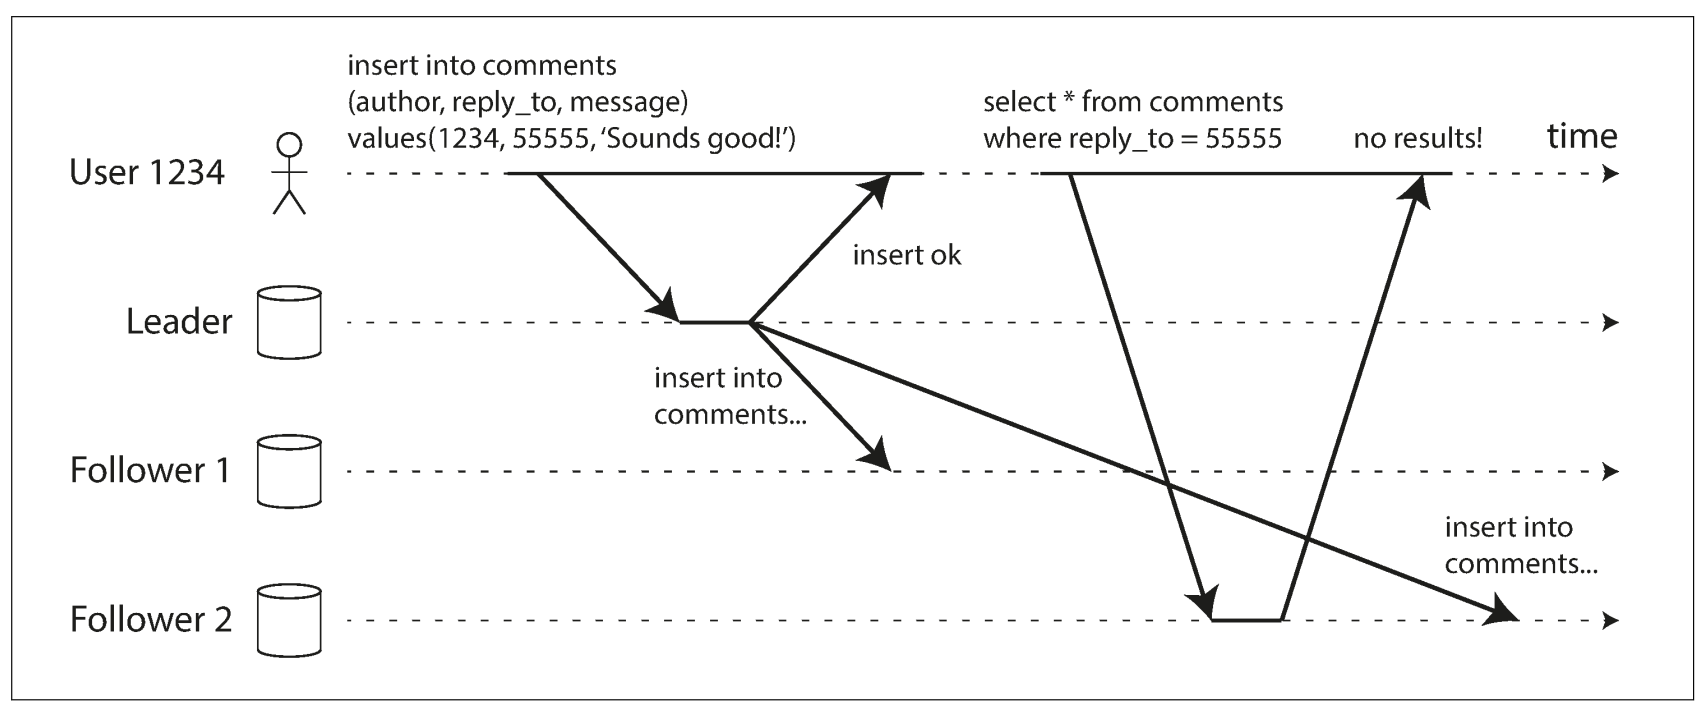 insert into comments
(author, reply_to, message)
values(1234, 55555, ‘Sounds good!’)
select * from comments
where reply_to = 55555
no results!
time
User 1234
insert ok
Leader
insert into
comments...
Follower 1
insert into
comments...
Follower 2